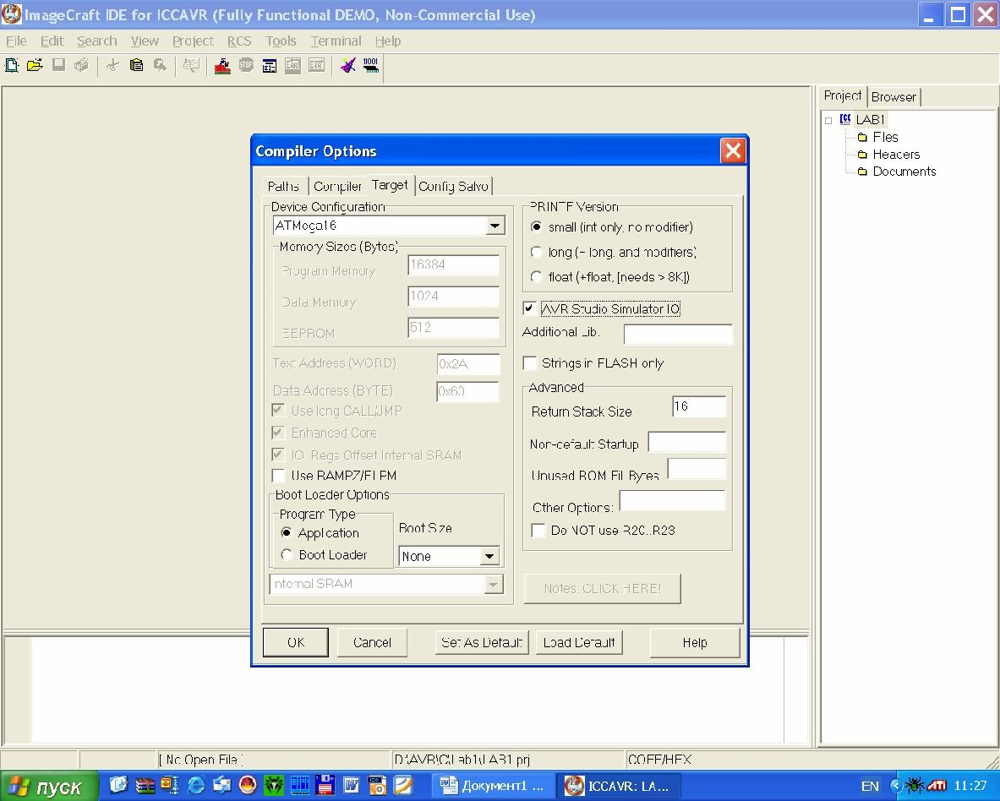 ImageCraft IDE for ICCAVR (Fully Functional DEMO, Non-Commercial Use)
File Edit Search View Project RCS Tools Terminal Help
Project Browser
LAB1
Files
Headers
Documents
Compiler Options
Paths Compiler Target Config Salvo
Device Configuration
ATMega16
Memory Sizes (Bytes)
Program Memory 16384
Data Memory 1024
EEPROM 512
Text Address (WORD) 0x2A
Data Address (BYTE) 0x60
Use long CALL/JMP
Enhanced Core
IO Regs Offset Internal SRAM
Use RAMPZ/ELPM
Boot Loader Options
Program Type
Application
Boot Loader
Boot Size
None
Internal SRAM
PRINTF Version
small (int only, no modifier)
long (+ long, and modifiers)
float (+float, [needs > 8K])
AVR Studio Simulator IO
Additional Lib.
Strings in FLASH only
Advanced
Return Stack Size 16
Non-default Startup
Unused ROM Fill Bytes
Other Options:
Do NOT use R20..R23
Notes: CLICK HERE!
OK Cancel Set As Default Load Default Help
[ No Open File ] D:\AVR\C\Lab1\LAB1.prj COFF/HEX
пуск Документ1 ... ICCAVR: LA... EN 11:27